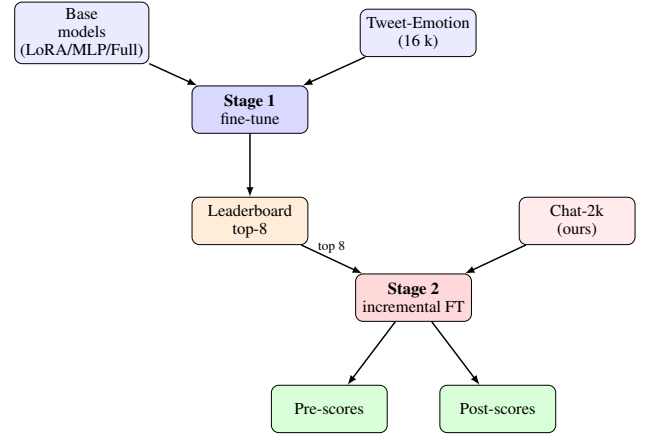 Base
models
(LoRA/MLP/Full)
Tweet-Emotion
(16 k)
Stage 1
fine-tune
Leaderboard
top-8
Chat-2k
(ours)
top 8
Stage 2
incremental FT
Pre-scores
Post-scores